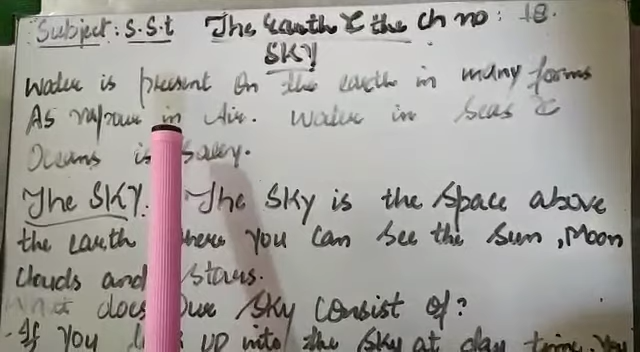 Subject: S.St The Earth & the Ch no: 18.
SKY
Water is present on the earth in many forms
As vapour in Air. Water in Seas &
Oceans is Salty.
The SKY. The SKY is the Space above
the earth where you can See the Sun, Moon
Clouds and Stars.
What does Our SKY Consist of?
If You up into the SKY at day time You